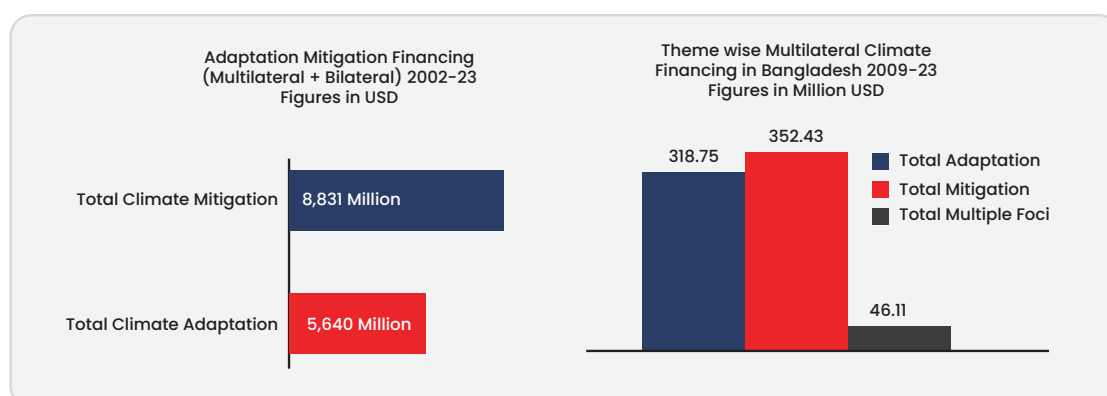 Adaptation Mitigation Financing
(Multilateral + Bilateral) 2002-23
Figures in USD
Total Climate Mitigation
8,831 Million
Total Climate Adaptation
5,640 Million
Theme wise Multilateral Climate
Financing in Bangladesh 2009-23
Figures in Million USD
318.75
352.43
46.11
Total Adaptation
Total Mitigation
Total Multiple Foci